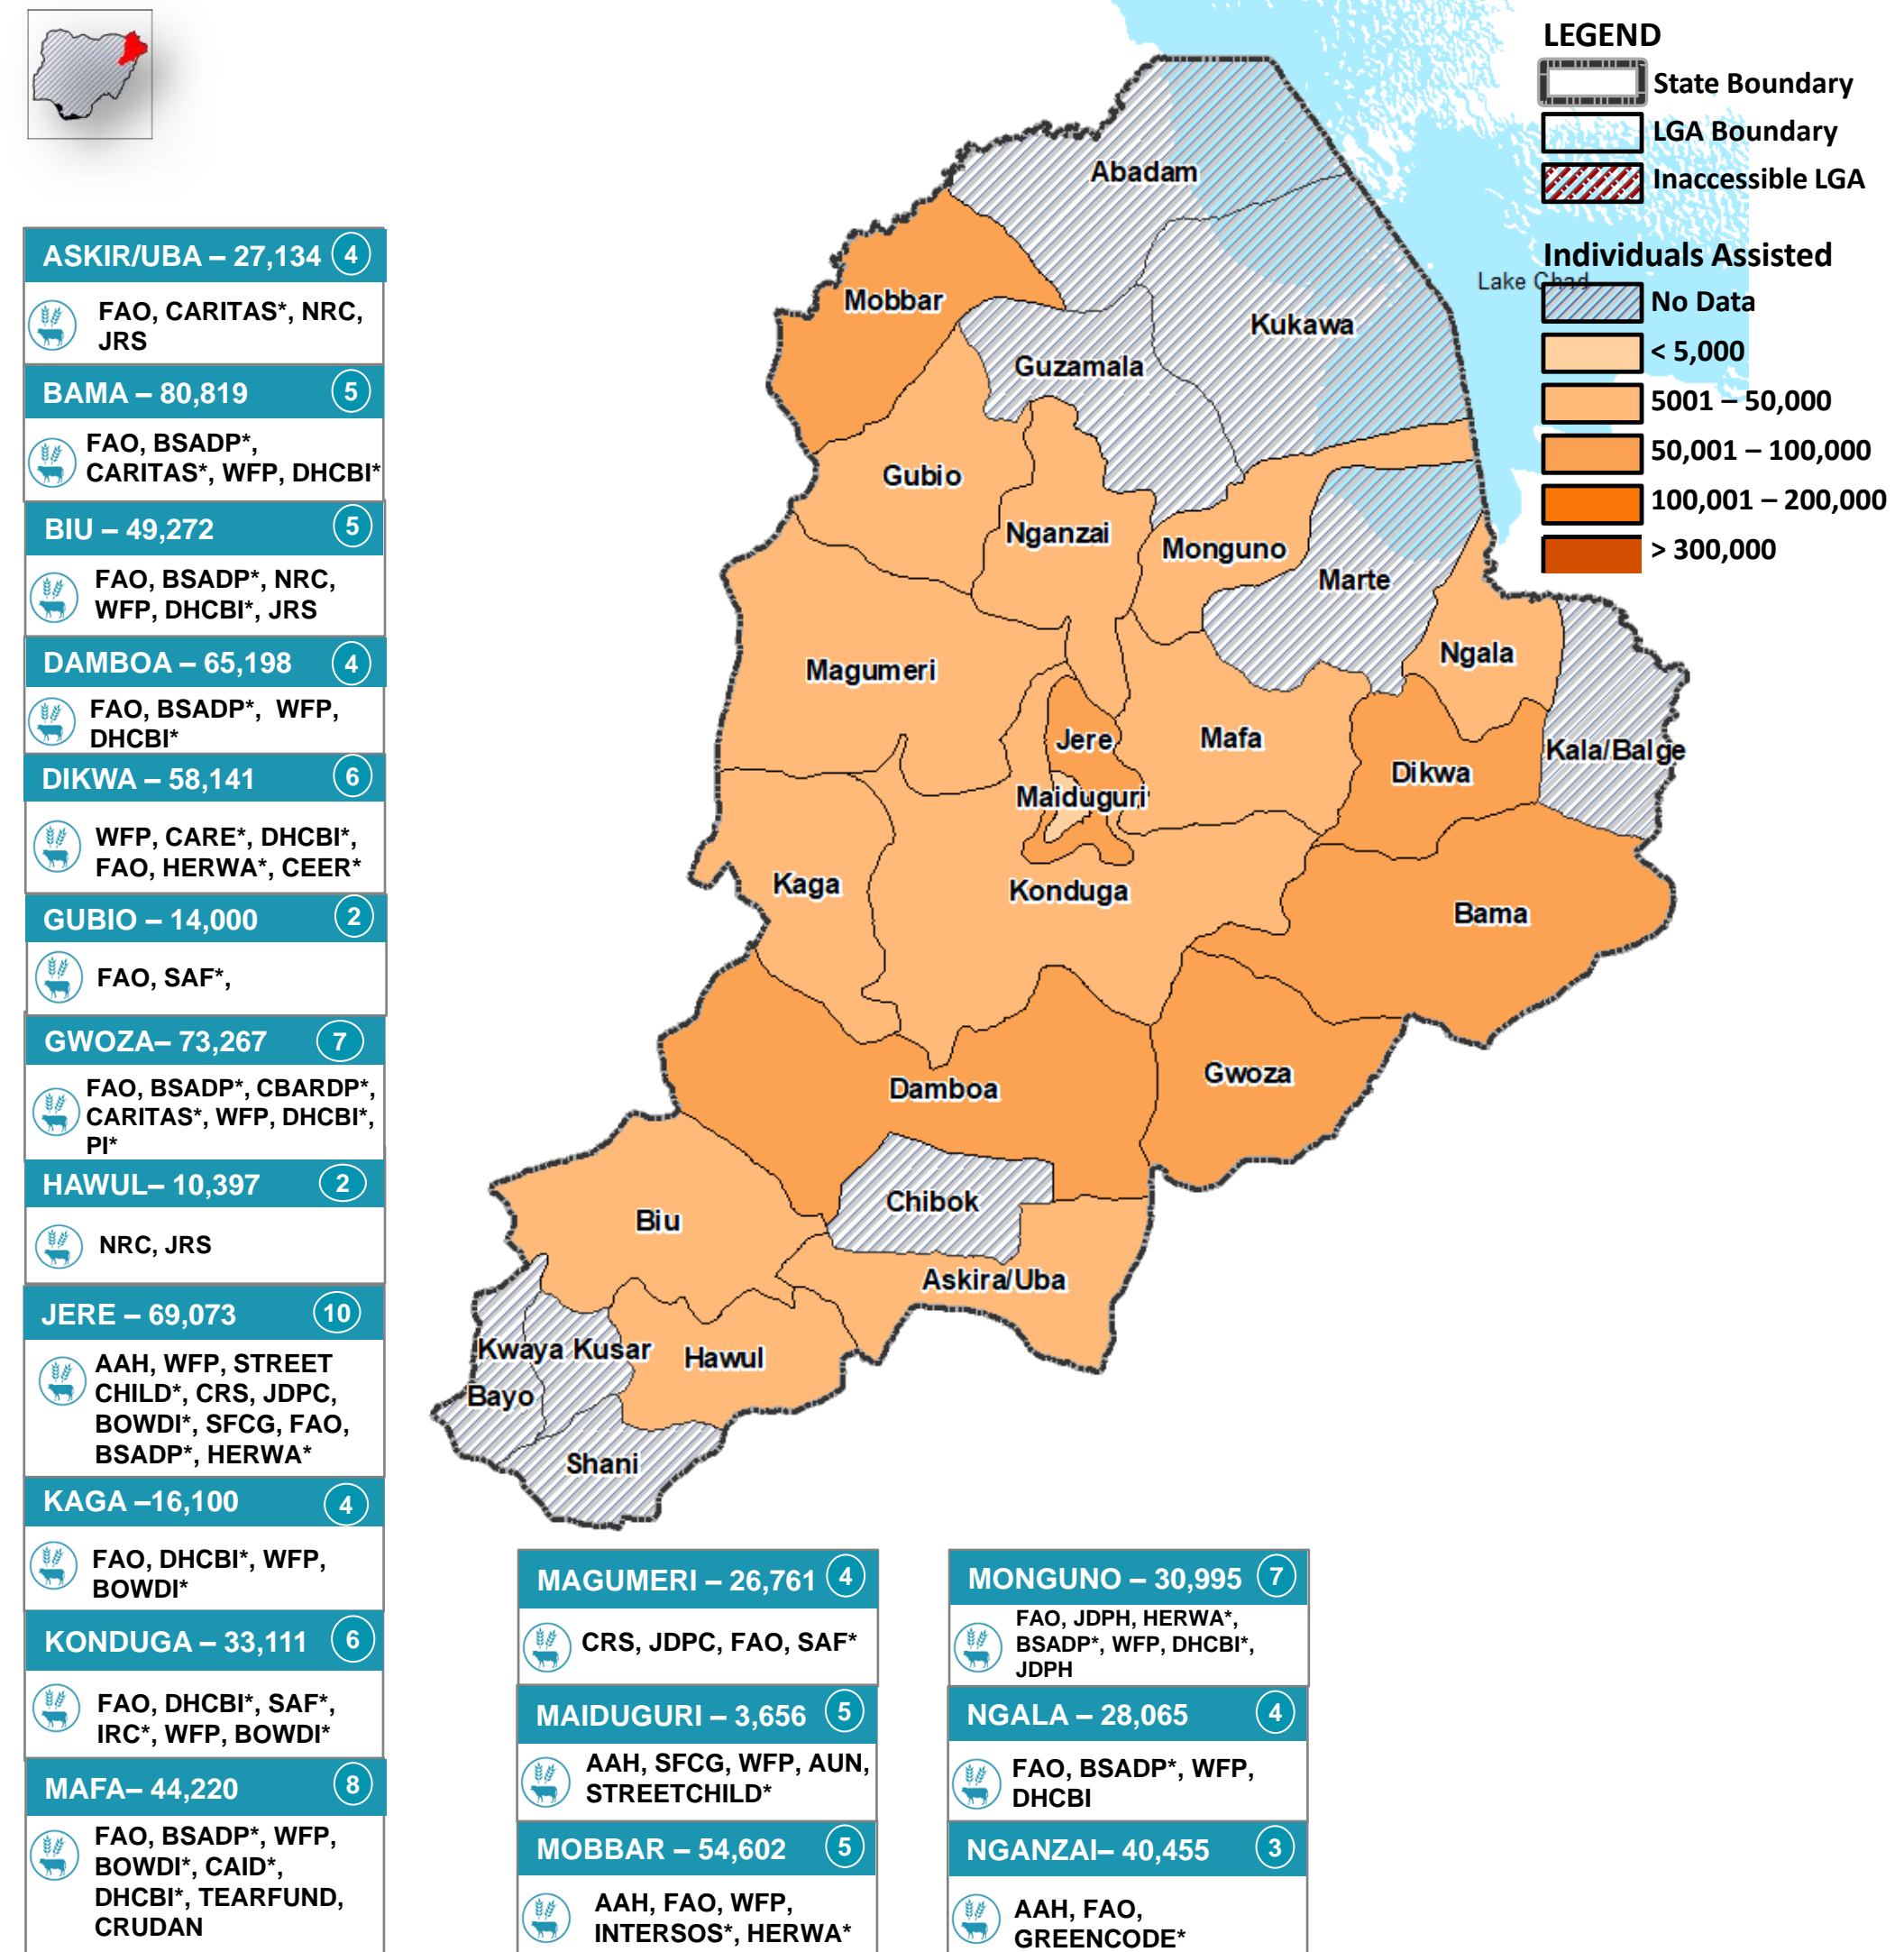 LEGEND
State Boundary
LGA Boundary
Inaccessible LGA
Individuals Assisted
No Data
< 5,000
5001 – 50,000
50,001 – 100,000
100,001 – 200,000
> 300,000
Lake Chad
Abadam
Mobbar
Kukawa
Guzamala
Gubio
Nganzai
Monguno
Marte
Ngala
Magumeri
Jere
Mafa
Kala/Balge
Dikwa
Maiduguri
Kaga
Konduga
Bama
Gwoza
Damboa
Chibok
Biu
Askira/Uba
Kwaya Kusar
Hawul
Bayo
Shani
ASKIR/UBA – 27,134 4
FAO, CARITAS*, NRC,
JRS
BAMA – 80,819 5
FAO, BSADP*,
CARITAS*, WFP, DHCBI*
BIU – 49,272 5
FAO, BSADP*, NRC,
WFP, DHCBI*, JRS
DAMBOA – 65,198 4
FAO, BSADP*, WFP,
DHCBI*
DIKWA – 58,141 6
WFP, CARE*, DHCBI*,
FAO, HERWA*, CEER*
GUBIO – 14,000 2
FAO, SAF*,
GWOZA– 73,267 7
FAO, BSADP*, CBARDP*,
CARITAS*, WFP, DHCBI*,
PI*
HAWUL– 10,397 2
NRC, JRS
JERE – 69,073 10
AAH, WFP, STREET
CHILD*, CRS, JDPC,
BOWDI*, SFCG, FAO,
BSADP*, HERWA*
KAGA –16,100 4
FAO, DHCBI*, WFP,
BOWDI*
KONDUGA – 33,111 6
FAO, DHCBI*, SAF*,
IRC*, WFP, BOWDI*
MAFA– 44,220 8
FAO, BSADP*, WFP,
BOWDI*, CAID*,
DHCBI*, TEARFUND,
CRUDAN
MAGUMERI – 26,761 4
CRS, JDPC, FAO, SAF*
MAIDUGURI – 3,656 5
AAH, SFCG, WFP, AUN,
STREETCHILD*
MOBBAR – 54,602 5
AAH, FAO, WFP,
INTERSOS*, HERWA*
MONGUNO – 30,995 7
FAO, JDPH, HERWA*,
BSADP*, WFP, DHCBI*,
JDPH
NGALA – 28,065 4
FAO, BSADP*, WFP,
DHCBI
NGANZAI– 40,455 3
AAH, FAO,
GREENCODE*